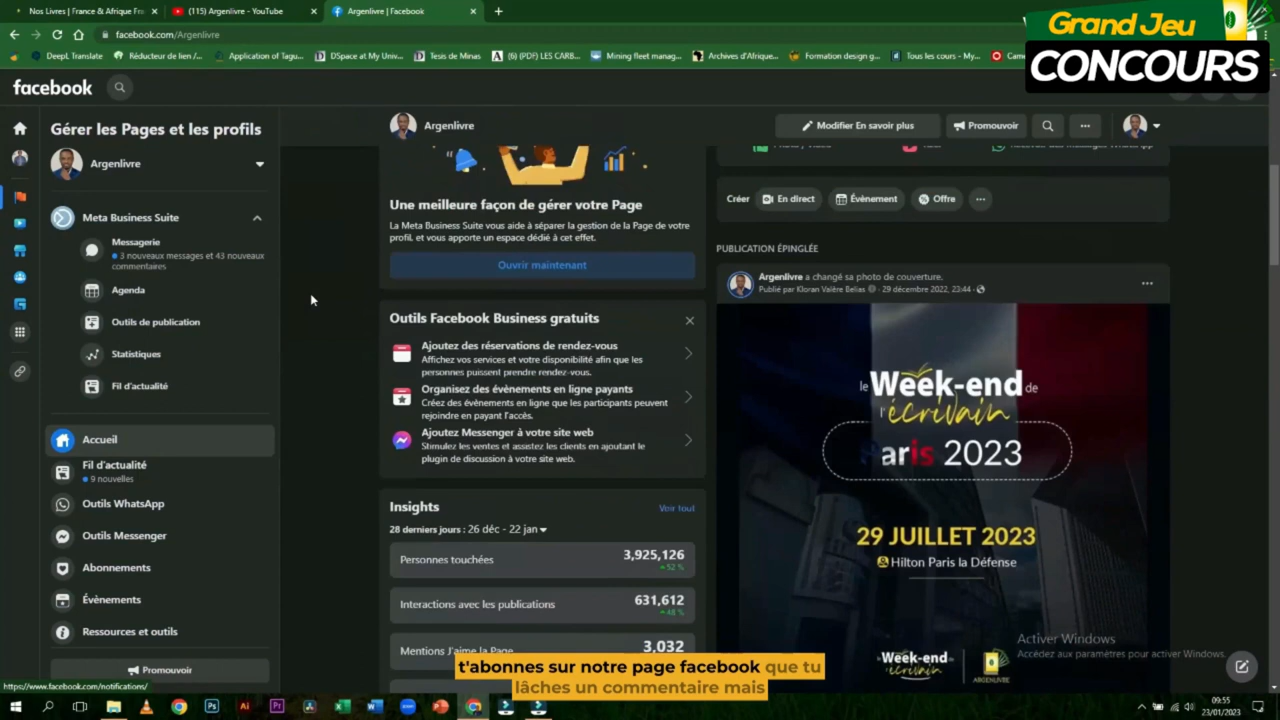 Nos Livres | France & Afrique Fr
(115) Argenlivre - YouTube
Argenlivre | Facebook
Grand Jeu
CONCOURS
facebook.com/Argenlivre
DeepL Translate
Réducteur de lien /...
Application of Tagu...
DSpace at My Univ...
Tesis de Minas
(6) (PDF) LES CARB...
Mining fleet manag...
Archives d'Afrique...
Formation design g...
Tous les cours - My...
facebook
Gérer les Pages et les profils
Argenlivre
Meta Business Suite
Messagerie
3 nouveaux messages et 43 nouveaux
commentaires
Agenda
Outils de publication
Statistiques
Fil d'actualité
Accueil
Fil d'actualité
9 nouvelles
Outils WhatsApp
Outils Messenger
Abonnements
Évènements
Ressources et outils
Promouvoir
https://www.facebook.com/notifications/
Argenlivre
Modifier En savoir plus
Promouvoir
Une meilleure façon de gérer votre Page
La Meta Business Suite vous aide à séparer la gestion de la Page de votre
profil, et vous apporte un espace dédié à cet effet.
Ouvrir maintenant
Outils Facebook Business gratuits
Ajoutez des réservations de rendez-vous
Affichez vos services et votre disponibilité afin que les
personnes puissent prendre rendez-vous.
Organisez des évènements en ligne payants
Créez des évènements en ligne que les participants peuvent
rejoindre en payant l'accès.
Ajoutez Messenger à votre site web
Stimulez les ventes et assistez les clients en ajoutant le
plugin de discussion à votre site web.
Insights
Voir tout
28 derniers jours : 26 déc - 22 jan
Personnes touchées
3,925,126
52 %
Interactions avec les publications
631,612
48 %
Mentions J'aime la Page
3,032
Créer
En direct
Évènement
Offre
PUBLICATION ÉPINGLÉE
Argenlivre a changé sa photo de couverture.
Publié par Kloran Valère Belias · 29 décembre 2022, 23:44
le Week-end de
l'écrivain
Paris 2023
29 JUILLET 2023
Hilton Paris la Défense
Week-end
l'écrivain
ARGENLIVRE
Activer Windows
Accédez aux paramètres pour activer Windows.
t'abonnes sur notre page facebook que tu
lâches un commentaire mais
09:55
23/01/2023